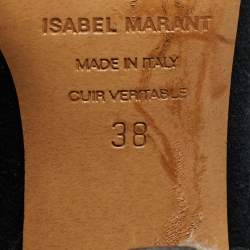 ISABEL MARANT
MADE IN ITALY
CUIR VERITABLE
38